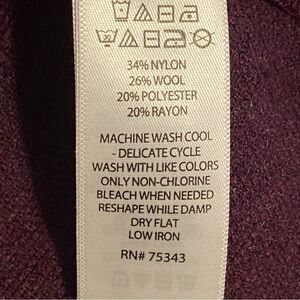 34% NYLON
26% WOOL
20% POLYESTER
20% RAYON
MACHINE WASH COOL
- DELICATE CYCLE
WASH WITH LIKE COLORS
ONLY NON-CHLORINE
BLEACH WHEN NEEDED
RESHAPE WHILE DAMP
DRY FLAT
LOW IRON
RN# 75343